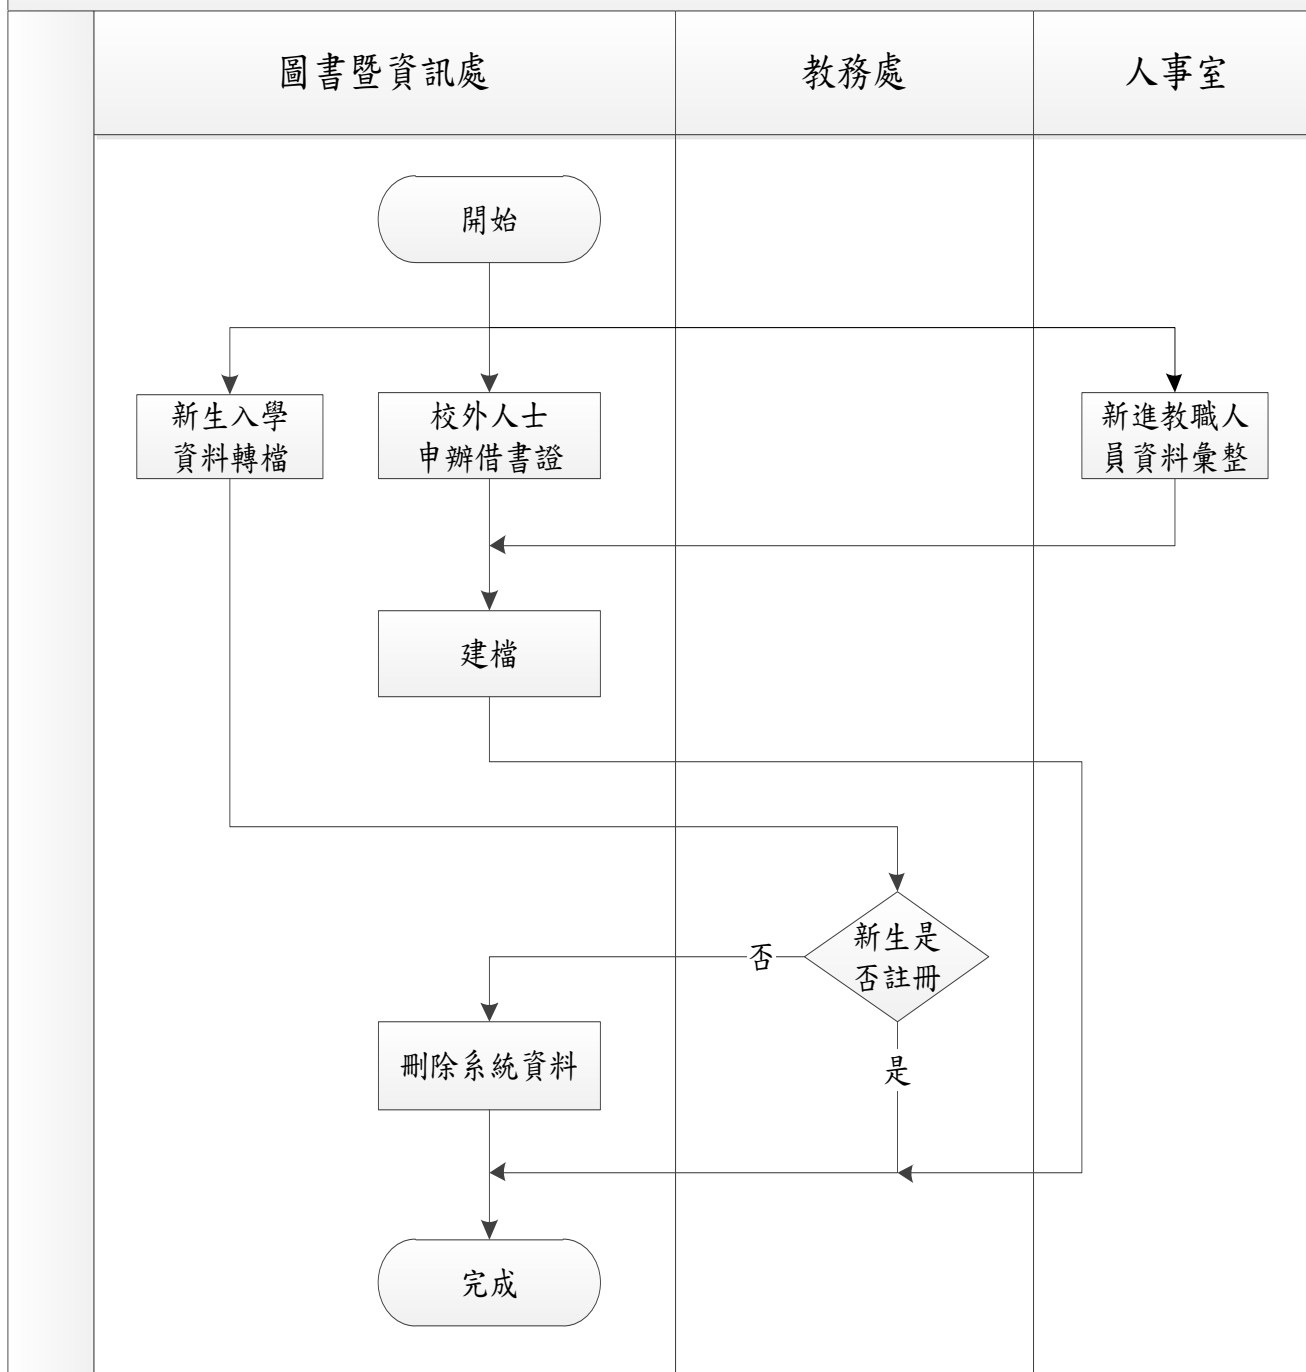 圖書暨資訊處
教務處
人事室
開始
新生入學
資料轉檔
校外人士
申辦借書證
新進教職人
員資料彙整
建檔
新生是
否註冊
否
刪除系統資料
是
完成